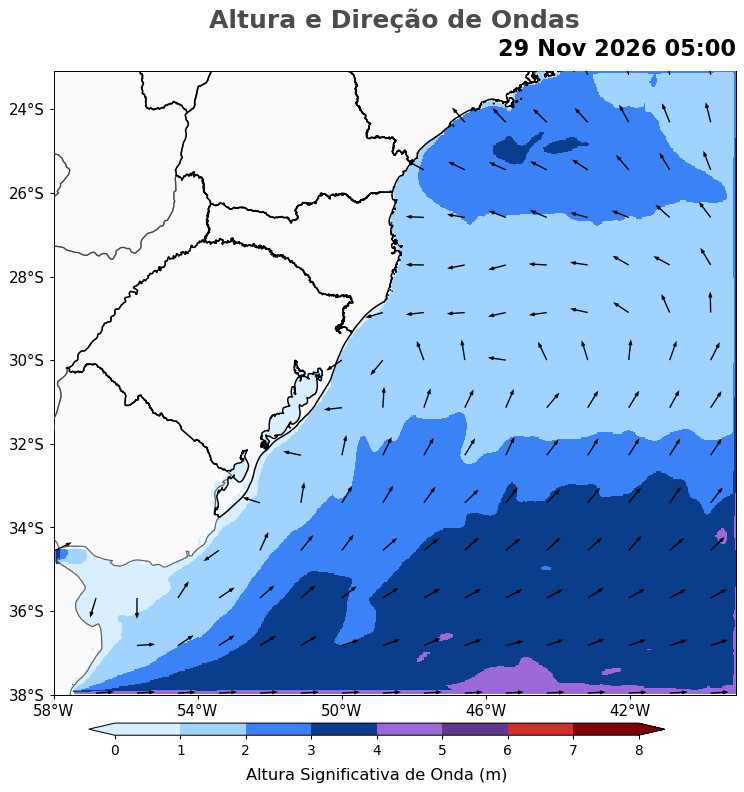 Altura e Direção de Ondas
29 Nov 2026 05:00
24°S
26°S
28°S
30°S
32°S
34°S
36°S
38°S
58°W 54°W 50°W 46°W 42°W
0 1 2 3 4 5 6 7 8
Altura Significativa de Onda (m)